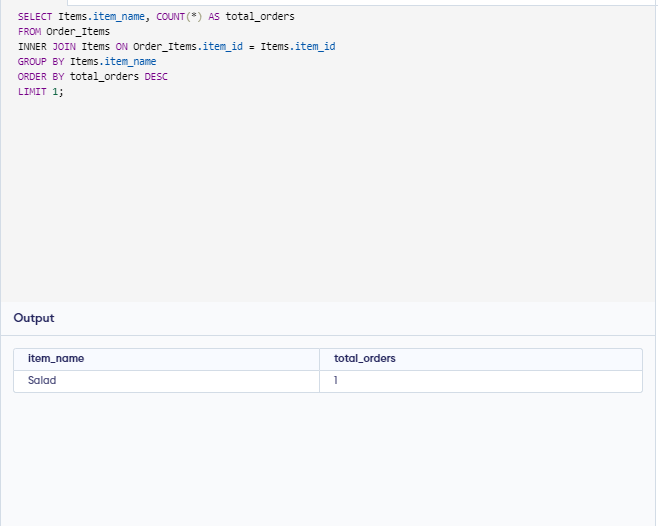 SELECT Items.item_name, COUNT(*) AS total_orders
FROM Order_Items
INNER JOIN Items ON Order_Items.item_id = Items.item_id
GROUP BY Items.item_name
ORDER BY total_orders DESC
LIMIT 1;
Output
item_name total_orders
Salad 1